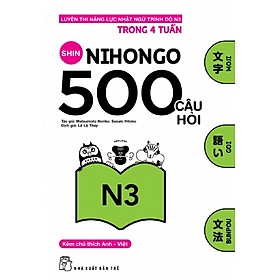 LUYỆN THI NĂNG LỰC NHẬT NGỮ TRÌNH ĐỘ N3
TRONG 4 TUẦN
SHIN
NIHONGO
500
CÂU
HỎI
Tác giả: Matsumoto Noriko, Sasaki Hitoko
Dịch giả: Lê Lệ Thủy
N3
Kèm chú thích Anh - Việt
NHÀ XUẤT BẢN TRẺ
文字
MOJI
語い
GOI
文法
BUNPOU